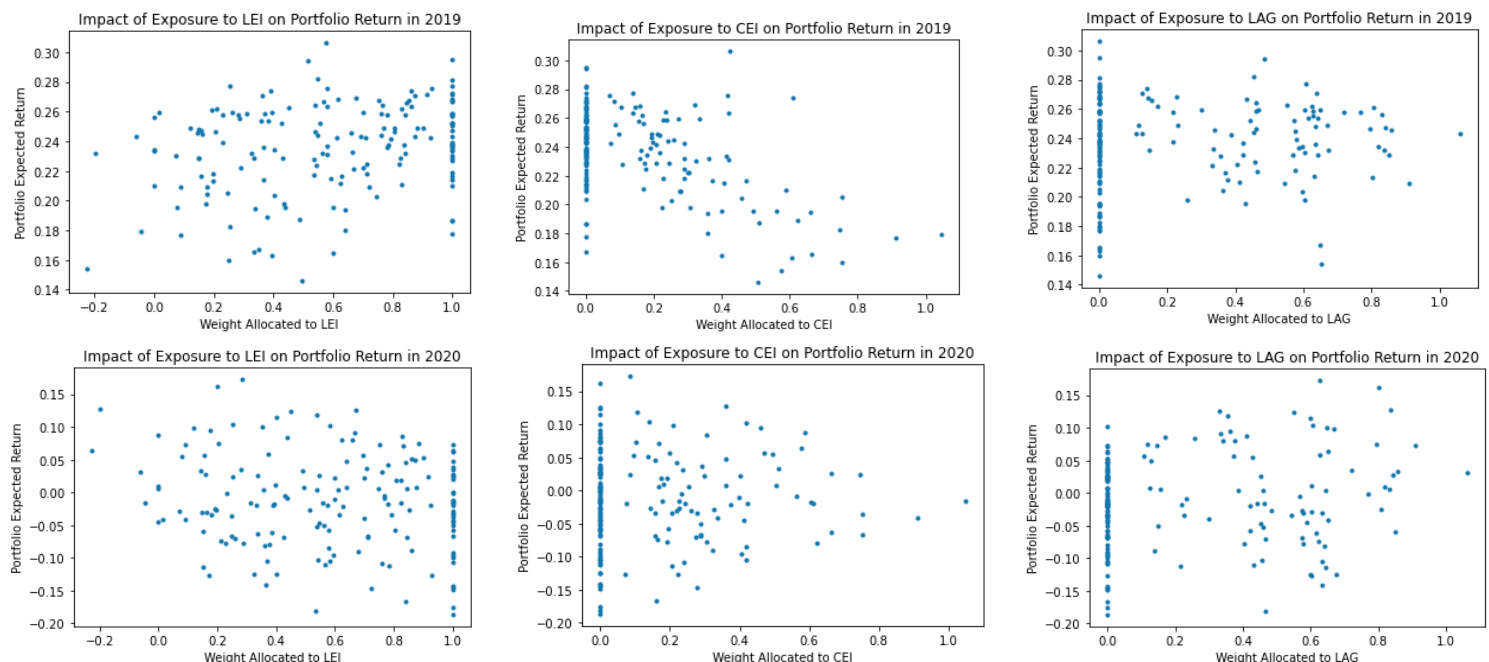 Impact of Exposure to LEI on Portfolio Return in 2019
Portfolio Expected Return
0.30
0.28
0.26
0.24
0.22
0.20
0.18
0.16
0.14
−0.2 0.0 0.2 0.4 0.6 0.8 1.0
Weight Allocated to LEI
Impact of Exposure to CEI on Portfolio Return in 2019
Portfolio Expected Return
0.30
0.28
0.26
0.24
0.22
0.20
0.18
0.16
0.14
0.0 0.2 0.4 0.6 0.8 1.0
Weight Allocated to CEI
Impact of Exposure to LAG on Portfolio Return in 2019
Portfolio Expected Return
0.30
0.28
0.26
0.24
0.22
0.20
0.18
0.16
0.14
0.0 0.2 0.4 0.6 0.8 1.0
Weight Allocated to LAG
Impact of Exposure to LEI on Portfolio Return in 2020
Portfolio Expected Return
0.15
0.10
0.05
0.00
−0.05
−0.10
−0.15
−0.20
−0.2 0.0 0.2 0.4 0.6 0.8 1.0
Weight Allocated to LEI
Impact of Exposure to CEI on Portfolio Return in 2020
Portfolio Expected Return
0.15
0.10
0.05
0.00
−0.05
−0.10
−0.15
−0.20
0.0 0.2 0.4 0.6 0.8 1.0
Weight Allocated to CEI
Impact of Exposure to LAG on Portfolio Return in 2020
Portfolio Expected Return
0.15
0.10
0.05
0.00
−0.05
−0.10
−0.15
−0.20
0.0 0.2 0.4 0.6 0.8 1.0
Weight Allocated to LAG